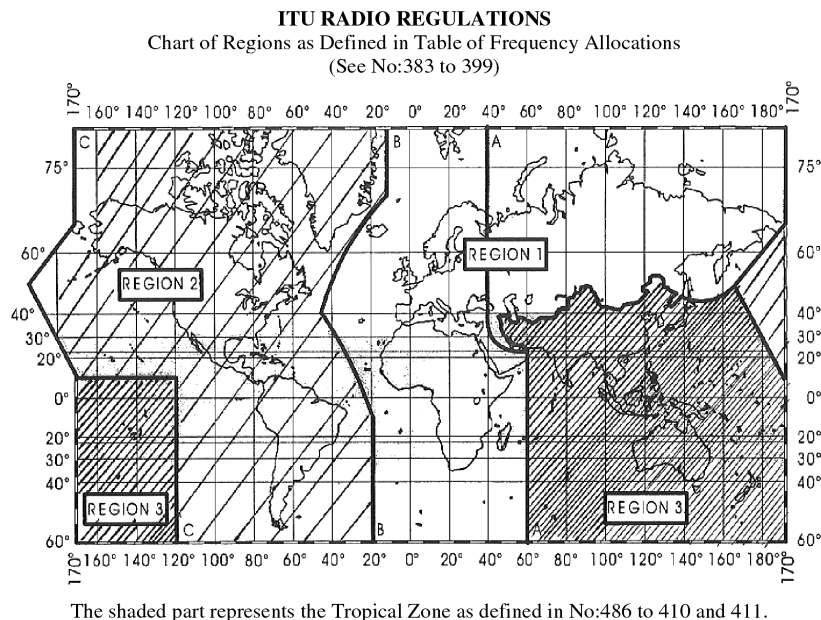 ITU RADIO REGULATIONS
Chart of Regions as Defined in Table of Frequency Allocations
(See No:383 to 399)
170° 160° 140° 120° 100° 80° 60° 40° 20° 0° 20° 40° 60° 80° 100° 120° 140° 160° 180° 170°
C B A
75° 75°
60° REGION 1 60°
REGION 2
40° 40°
30° 30°
20° 20°
0° 0°
20° 20°
30° 30°
40° 40°
REGION 3 REGION 3
C B A
60° 60°
170° 160° 140° 120° 100° 80° 60° 40° 20° 0° 20° 40° 60° 80° 100° 120° 140° 160° 180° 170°
The shaded part represents the Tropical Zone as defined in No:486 to 410 and 411.